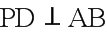 PD ⊥ AB